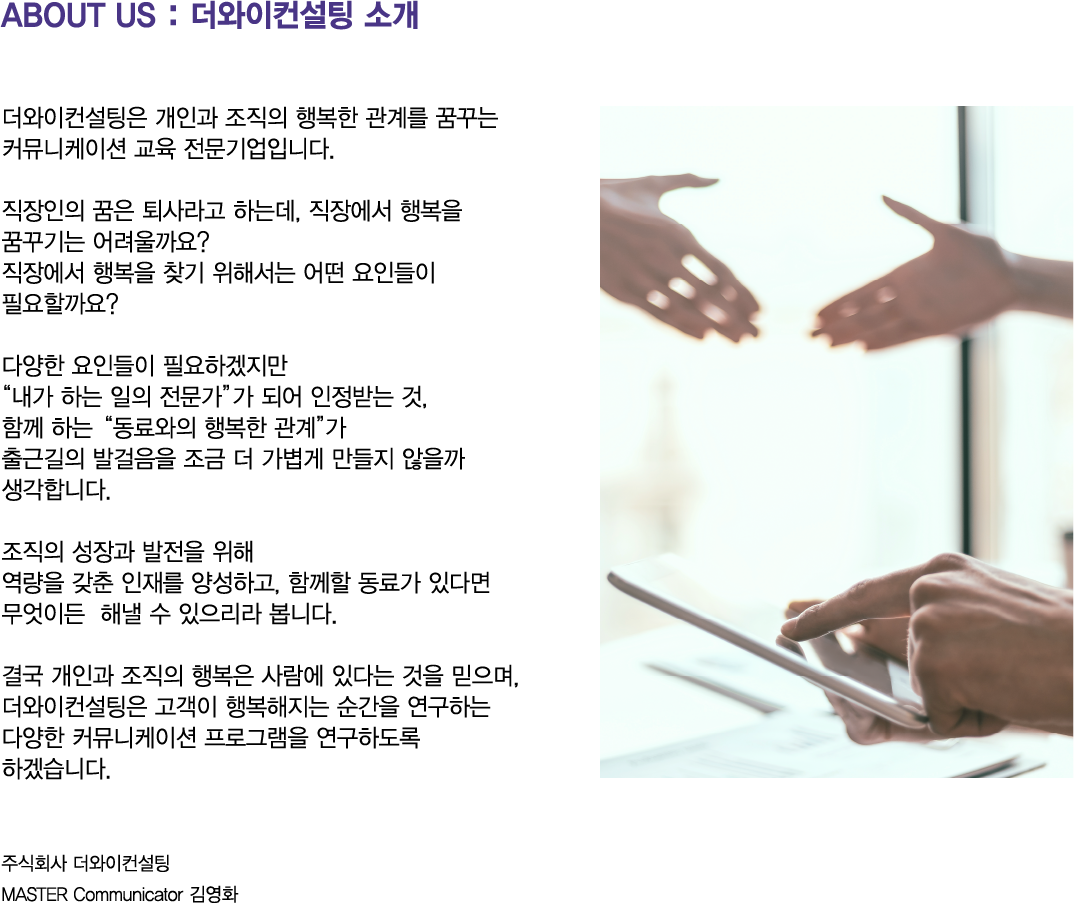 ABOUT US : 더와이컨설팅 소개
더와이컨설팅은 개인과 조직의 행복한 관계를 꿈꾸는
커뮤니케이션 교육 전문기업입니다.
직장인의 꿈은 퇴사라고 하는데, 직장에서 행복을
꿈꾸기는 어려울까요?
직장에서 행복을 찾기 위해서는 어떤 요인들이
필요할까요?
다양한 요인들이 필요하겠지만
“내가 하는 일의 전문가”가 되어 인정받는 것,
함께 하는 “동료와의 행복한 관계”가
출근길의 발걸음을 조금 더 가볍게 만들지 않을까
생각합니다.
조직의 성장과 발전을 위해
역량을 갖춘 인재를 양성하고, 함께할 동료가 있다면
무엇이든 해낼 수 있으리라 봅니다.
결국 개인과 조직의 행복은 사람에 있다는 것을 믿으며,
더와이컨설팅은 고객이 행복해지는 순간을 연구하는
다양한 커뮤니케이션 프로그램을 연구하도록
하겠습니다.
주식회사 더와이컨설팅
MASTER Communicator 김영화